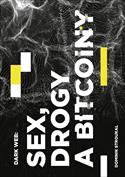 DARK WEB:
SEX,
DROGY
A BITCOINY
DOMINIK STROUKAL